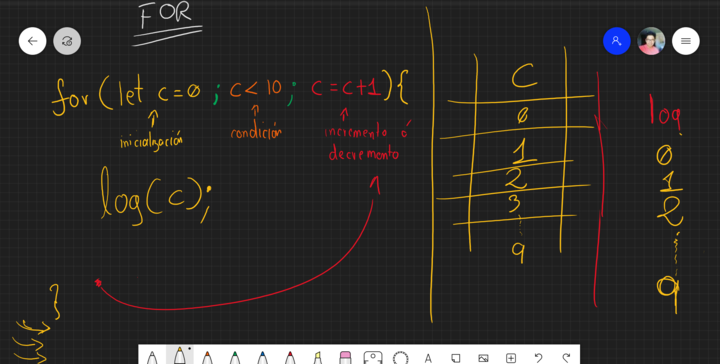 FOR
for(let c=0; c<10; c=c+1){
inicialización
condición
incremento ó
decremento
log(c);
}
C
0
1
2
3
9
log
0
1
2
9
A